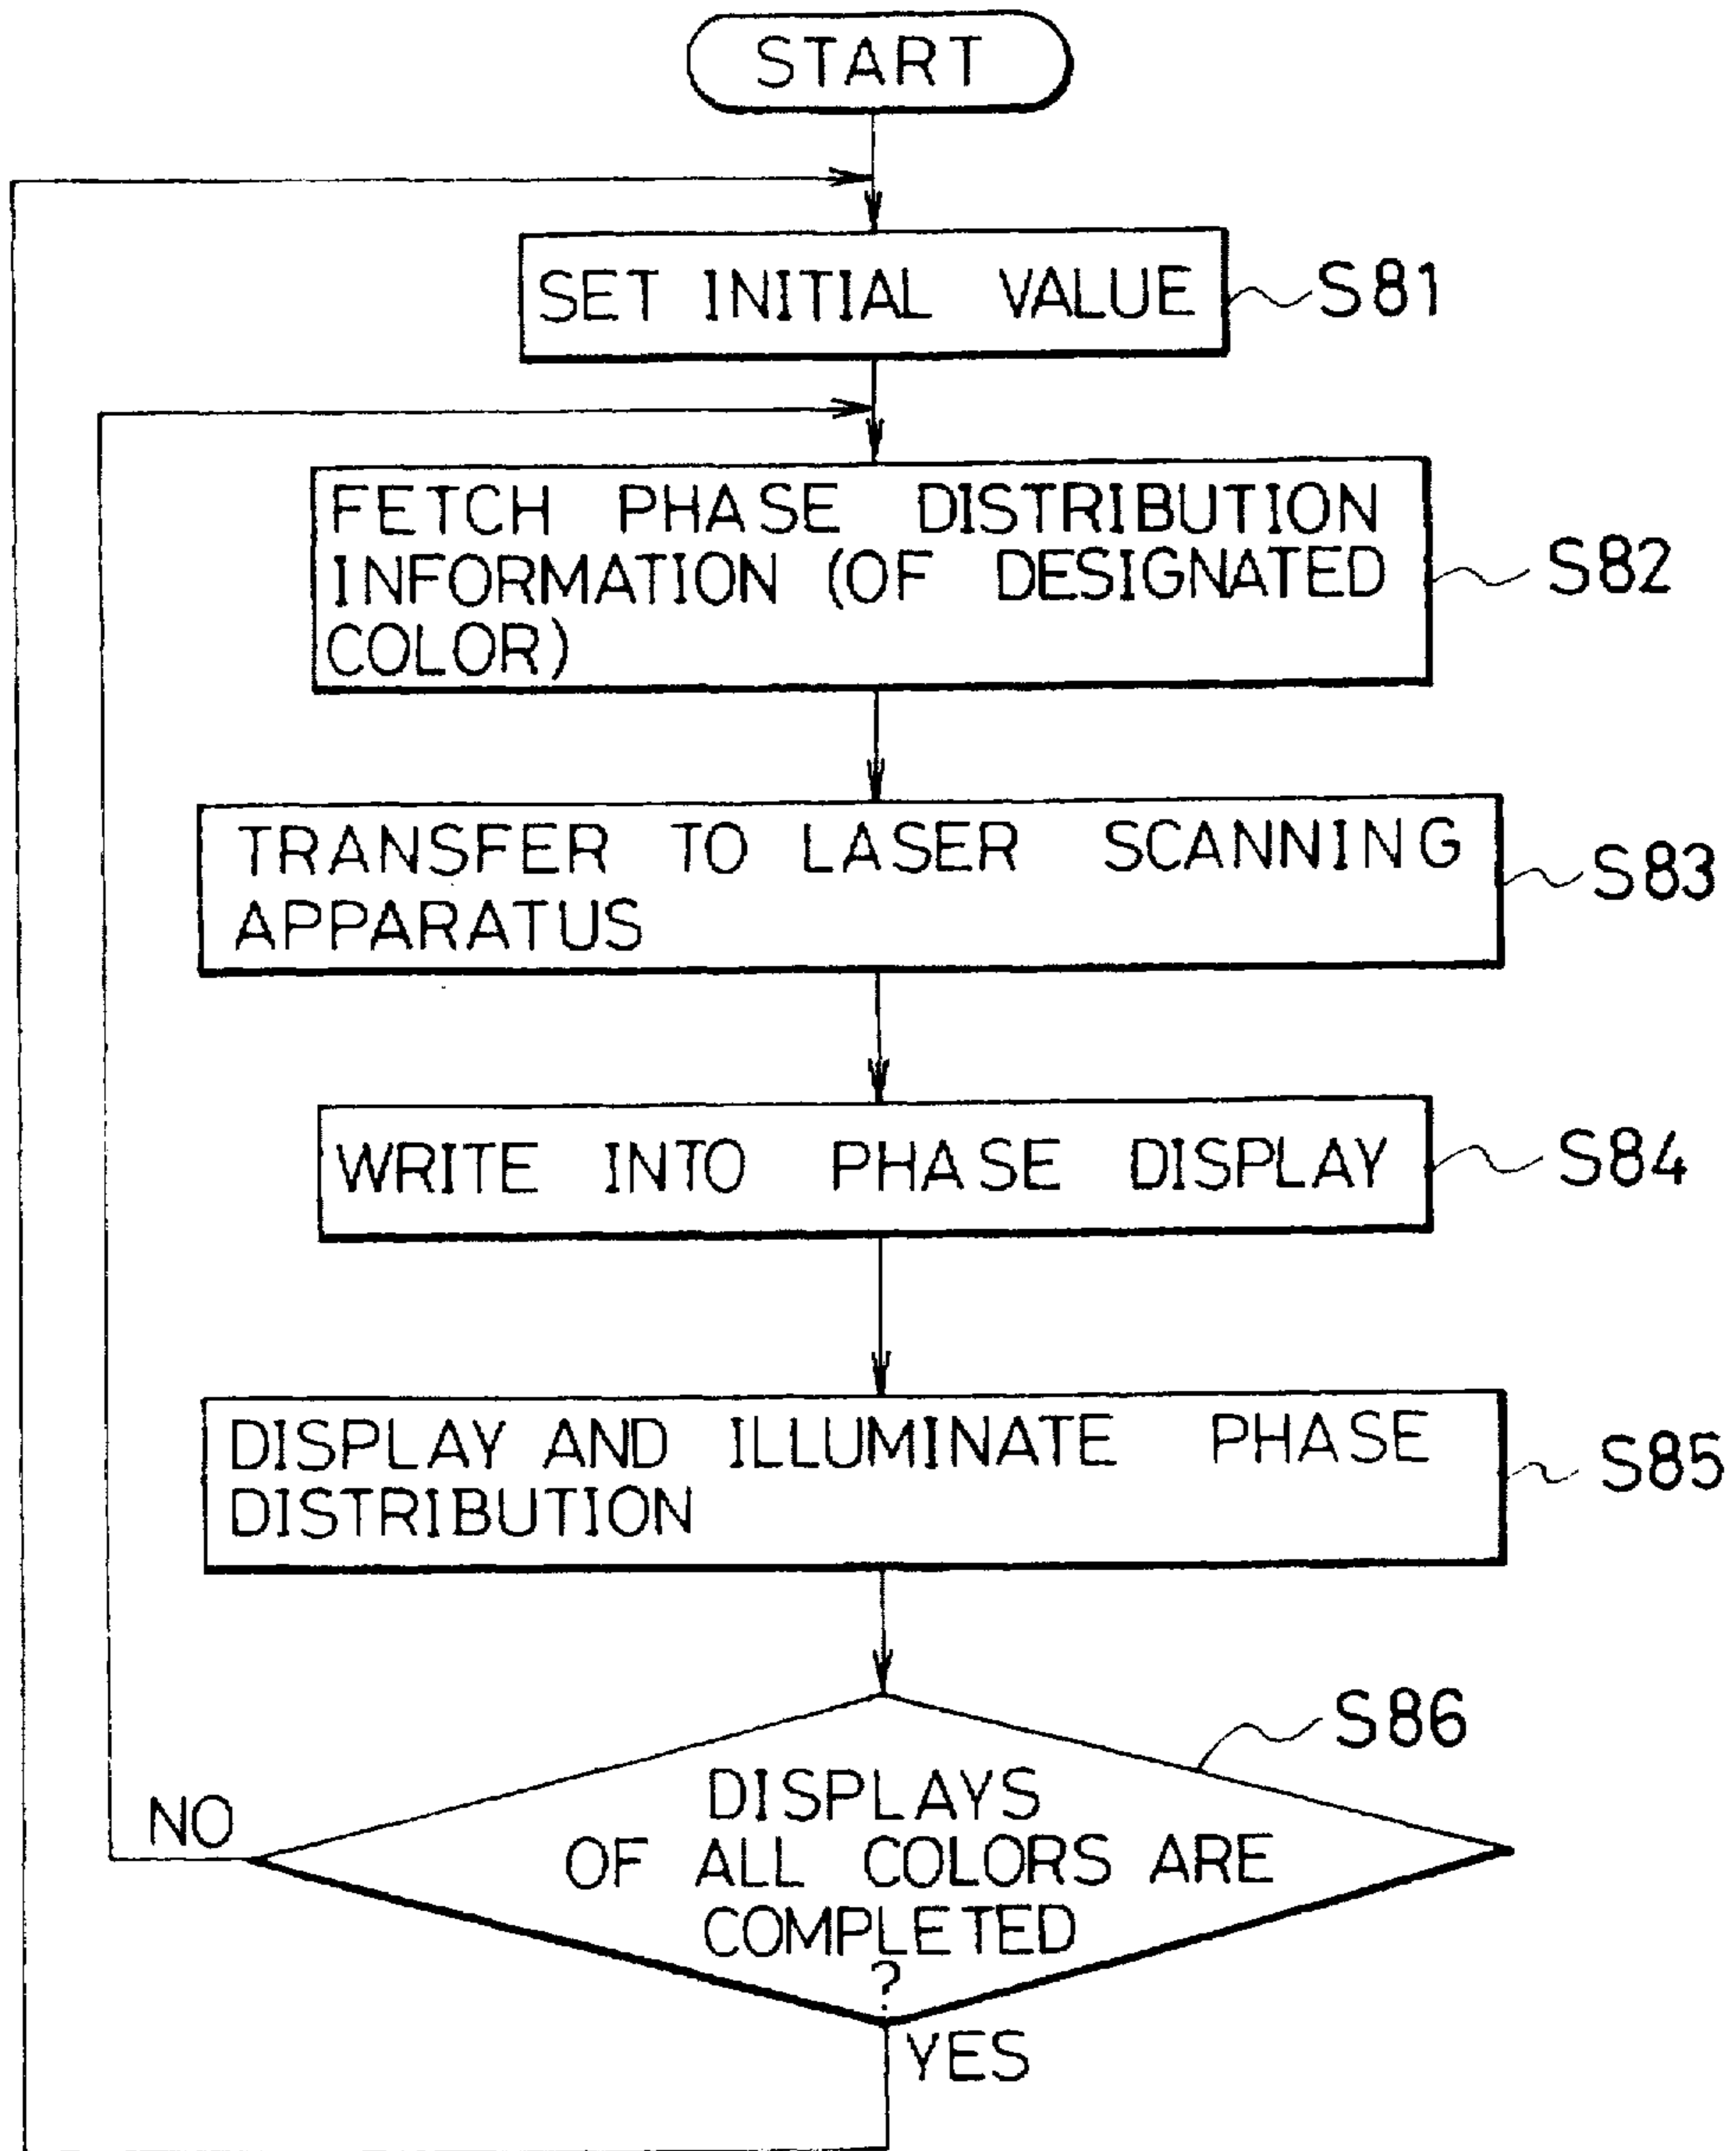 START
SET INITIAL VALUE
S81
FETCH PHASE DISTRIBUTION
INFORMATION (OF DESIGNATED
COLOR)
S82
TRANSFER TO LASER SCANNING
APPARATUS
S83
WRITE INTO PHASE DISPLAY
S84
DISPLAY AND ILLUMINATE PHASE
DISTRIBUTION
S85
S86
DISPLAYS
OF ALL COLORS ARE
COMPLETED
?
NO
YES